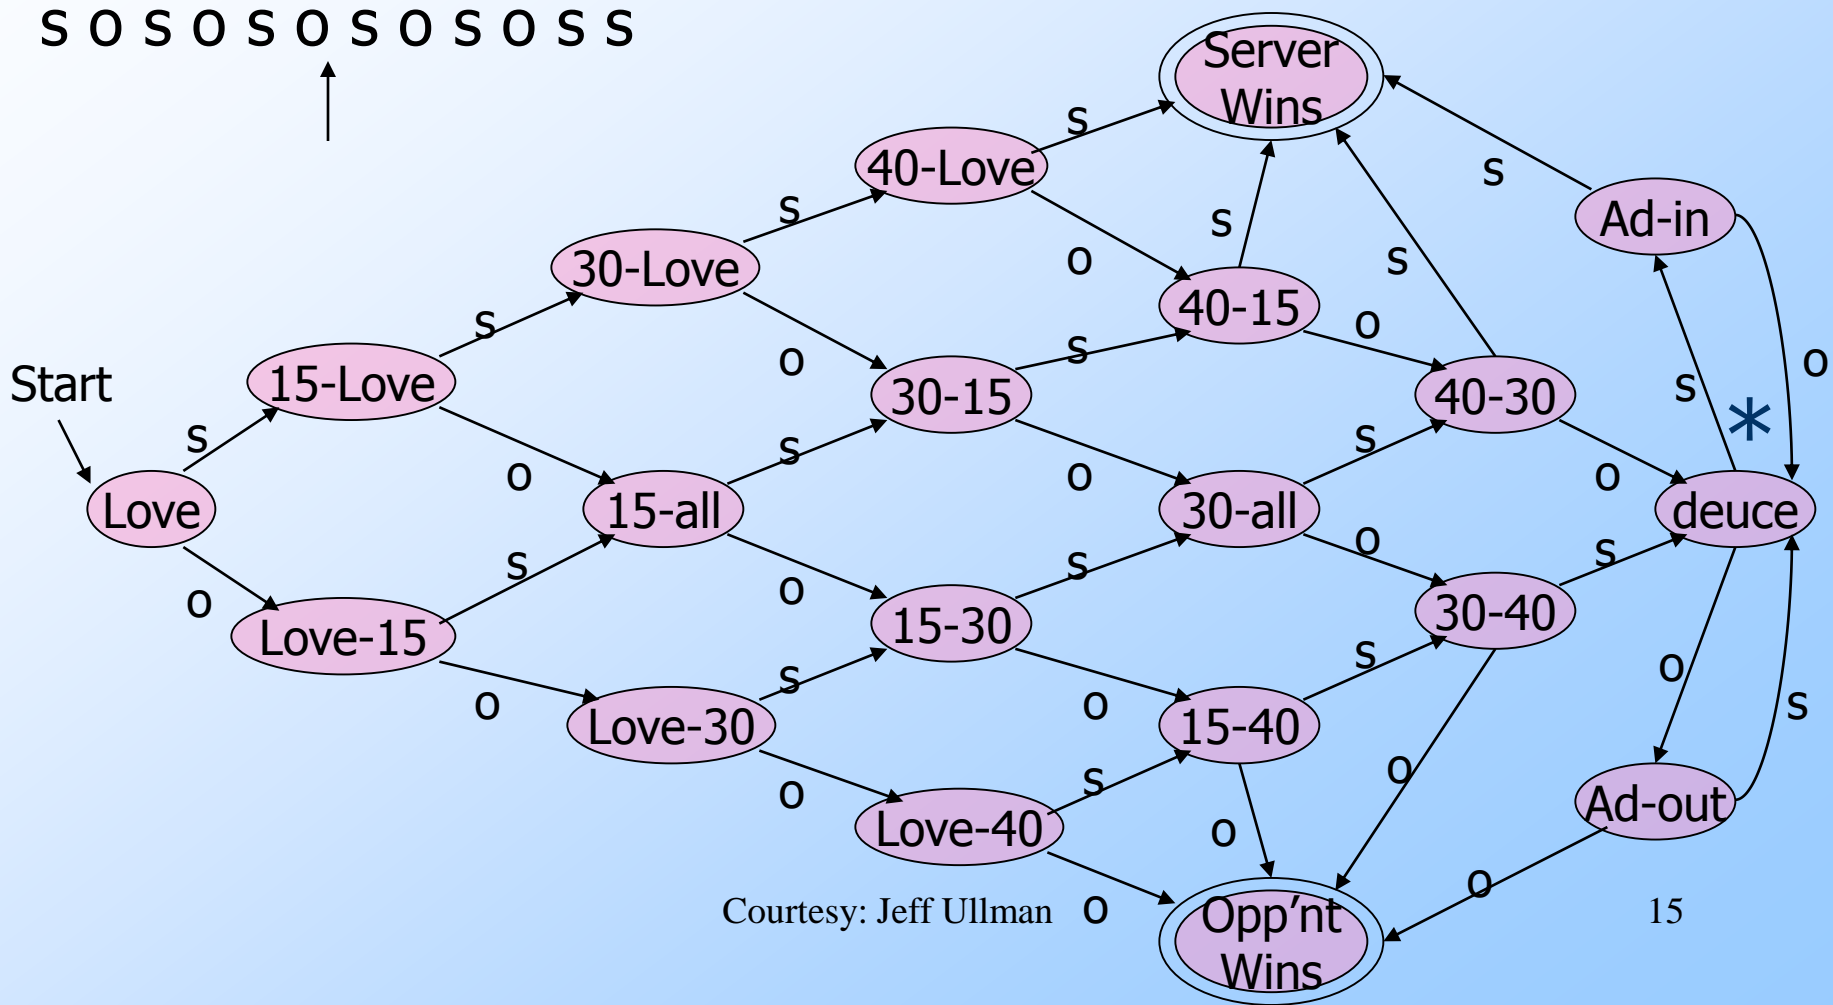 s o s o s o s o s o s s
Server
Wins
s
40-Love
s
s
Ad-in
s
30-Love
s
o
s
40-15
s
15-Love
o
s
o
s
o
Start
30-15
40-30
s
*
s
o
s
o
s
o
Love
15-all
30-all
deuce
o
s
o
s
o
s
Love-15
15-30
30-40
o
s
s
o
s
o
o
Love-30
15-40
s
o
o
Love-40
o
Ad-out
o
Courtesy: Jeff Ullman
o
Opp'nt
Wins
15